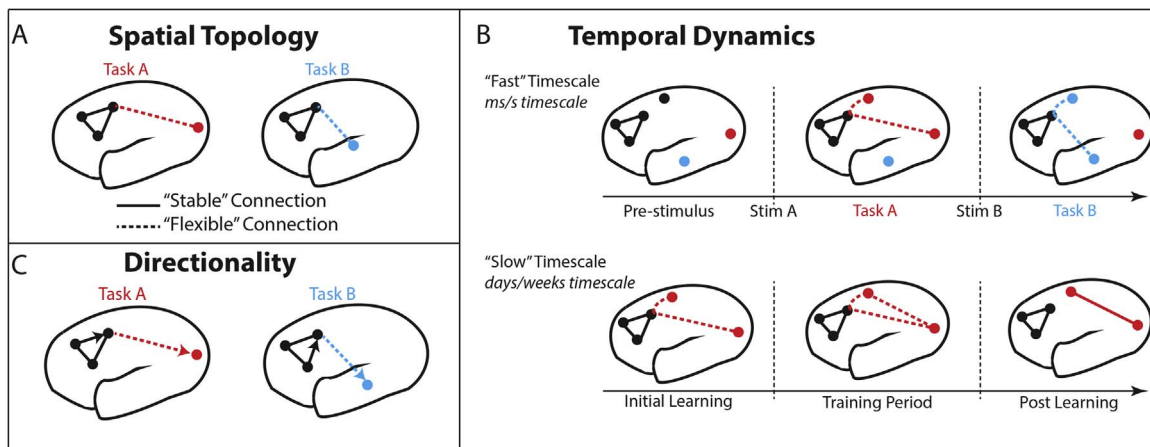 A
Spatial Topology
Task A
Task B
"Stable" Connection
"Flexible" Connection
B
Temporal Dynamics
"Fast" Timescale
ms/s timescale
Pre-stimulus
Stim A
Task A
Stim B
Task B
"Slow" Timescale
days/weeks timescale
Initial Learning
Training Period
Post Learning
C
Directionality
Task A
Task B